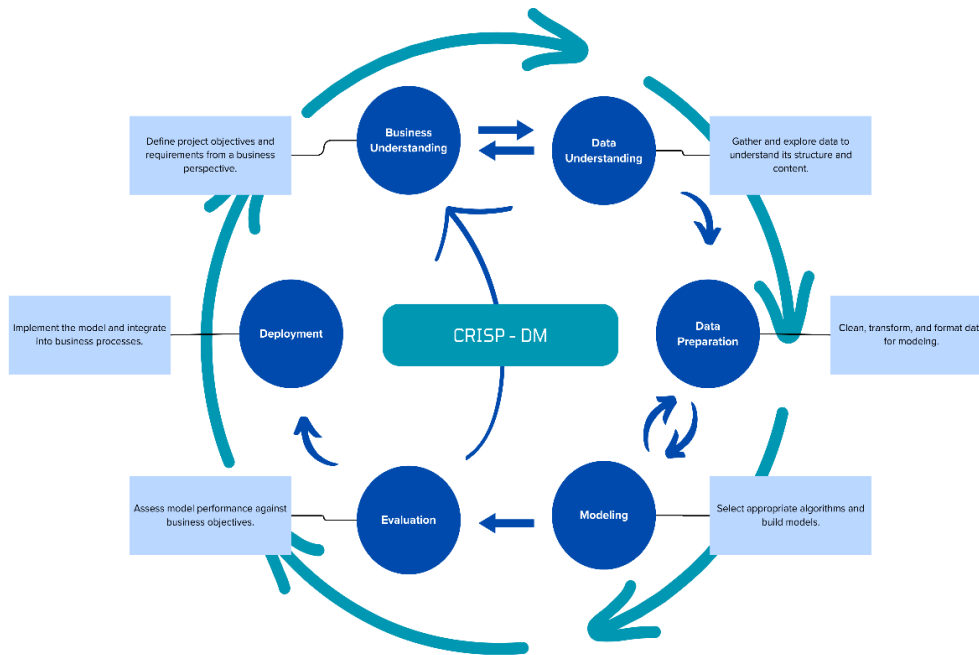 Define project objectives and
requirements from a business
perspective.
Business
Understanding
Data
Understanding
Gather and explore data to
understand its structure and
content.
Implement the model and integrate
into business processes.
Deployment
CRISP - DM
Data
Preparation
Clean, transform, and format dat
for modeling.
Assess model performance against
business objectives.
Evaluation
Modeling
Select appropriate algorithms and
build models.